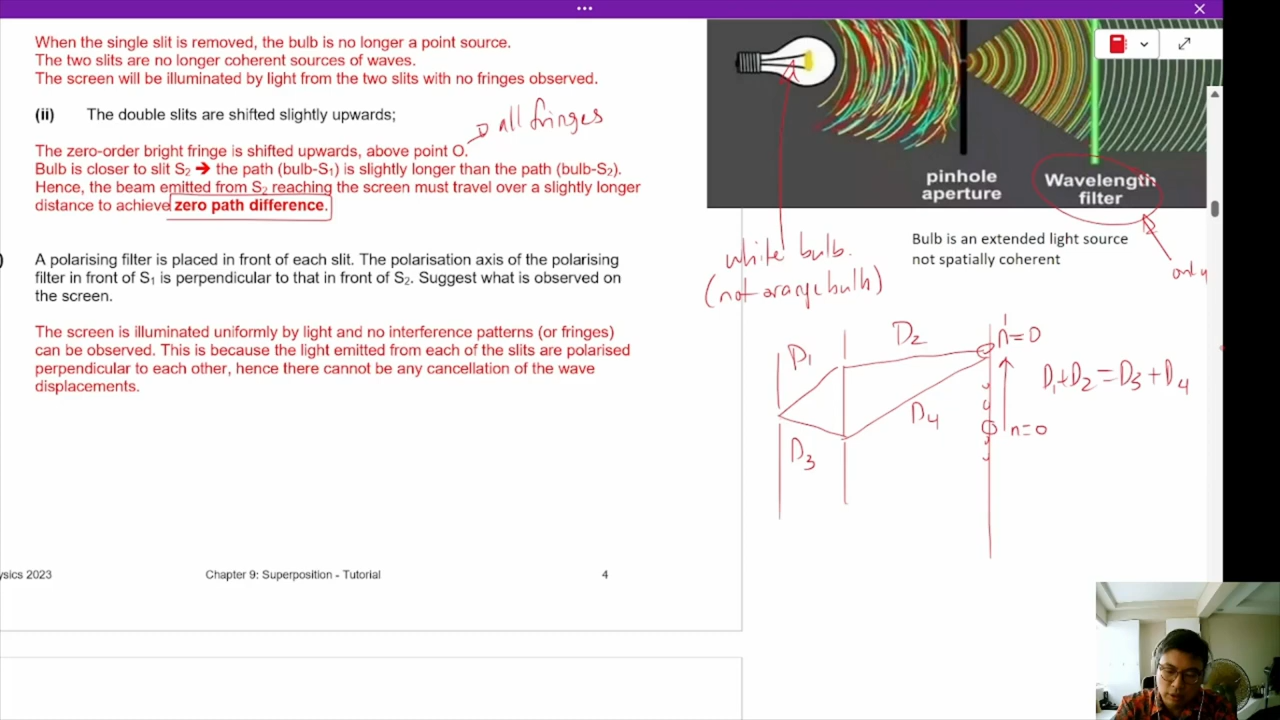 When the single slit is removed, the bulb is no longer a point source.
The two slits are no longer coherent sources of waves.
The screen will be illuminated by light from the two slits with no fringes observed.
(ii) The double slits are shifted slightly upwards;
all fringes
The zero-order bright fringe is shifted upwards, above point O.
Bulb is closer to slit S₂ ➔ the path (bulb-S₁) is slightly longer than the path (bulb-S₂).
Hence, the beam emitted from S₂ reaching the screen must travel over a slightly longer
distance to achieve zero path difference.
) A polarising filter is placed in front of each slit. The polarisation axis of the polarising
filter in front of S₁ is perpendicular to that in front of S₂. Suggest what is observed on
the screen.
The screen is illuminated uniformly by light and no interference patterns (or fringes)
can be observed. This is because the light emitted from each of the slits are polarised
perpendicular to each other, hence there cannot be any cancellation of the wave
displacements.
ysics 2023
Chapter 9: Superposition - Tutorial
4
pinhole
aperture
Wavelength
filter
Bulb is an extended light source
not spatially coherent
white bulb.
(not orange bulb)
only
D₁
D₂
n'=0
D₁+D₂=D₃+D₄
D₄
n=0
D₃